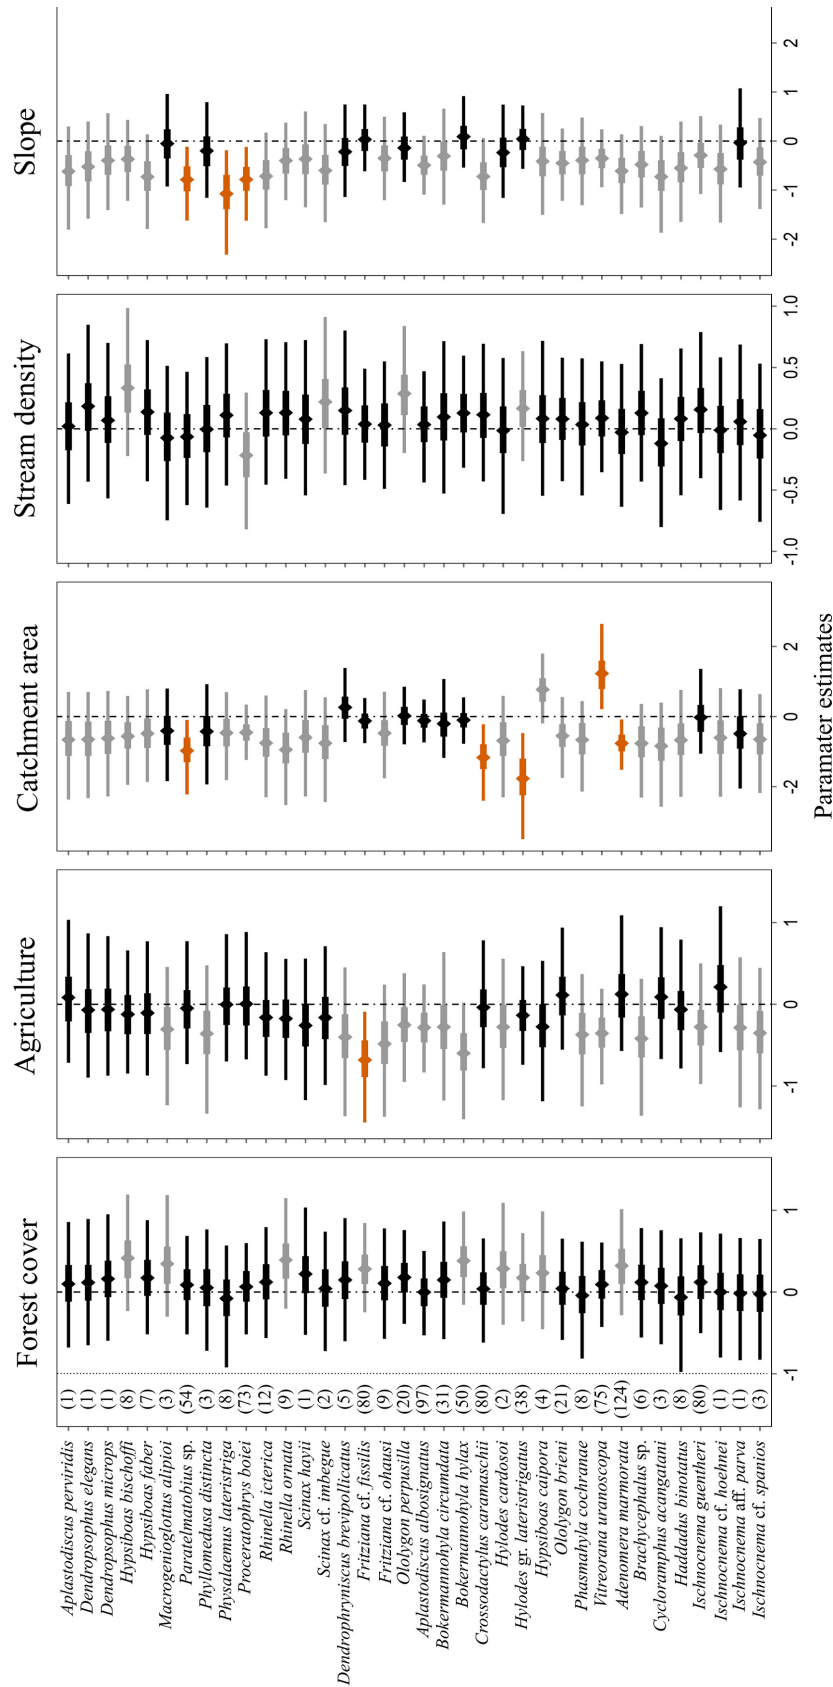 Forest cover
Agriculture
Catchment area
Stream density
Slope
Aplastodiscus perviridis (1)
Dendropsophus elegans (1)
Dendropsophus microps (1)
Hypsiboas bischoffi (8)
Hypsiboas faber (7)
Macrogenioglottus alipioi (3)
Paratelmatobius sp. (54)
Phyllomedusa distincta (3)
Physalaemus lateristriga (8)
Proceratophrys boiei (73)
Rhinella icterica (12)
Rhinella ornata (9)
Scinax hayii (1)
Scinax cf. imbegue (2)
Dendrophryniscus brevipollicatus (5)
Fritziana cf. fissilis (80)
Fritziana cf. ohausi (9)
Ololygon perpusilla (20)
Aplastodiscus albosignatus (97)
Bokermannohyla circumdata (31)
Bokermannohyla hylax (50)
Crossodactylus caramaschii (80)
Hylodes cardosoi (2)
Hylodes gr. lateristrigatus (38)
Hypsiboas caipora (4)
Ololygon brieni (21)
Phasmahyla cochranae (8)
Vitreorana uranoscopa (75)
Adenomera marmorata (124)
Brachycephalus sp. (6)
Cycloramphus acangatani (3)
Haddadus binotatus (8)
Ischnocnema guentheri (80)
Ischnocnema cf. hoehnei (1)
Ischnocnema aff. parva (1)
Ischnocnema cf. spanios (3)
-1 0 1
-1 0 1
-2 0 2
-1.0 -0.5 0.0 0.5 1.0
-2 -1 0 1 2
Paramater estimates